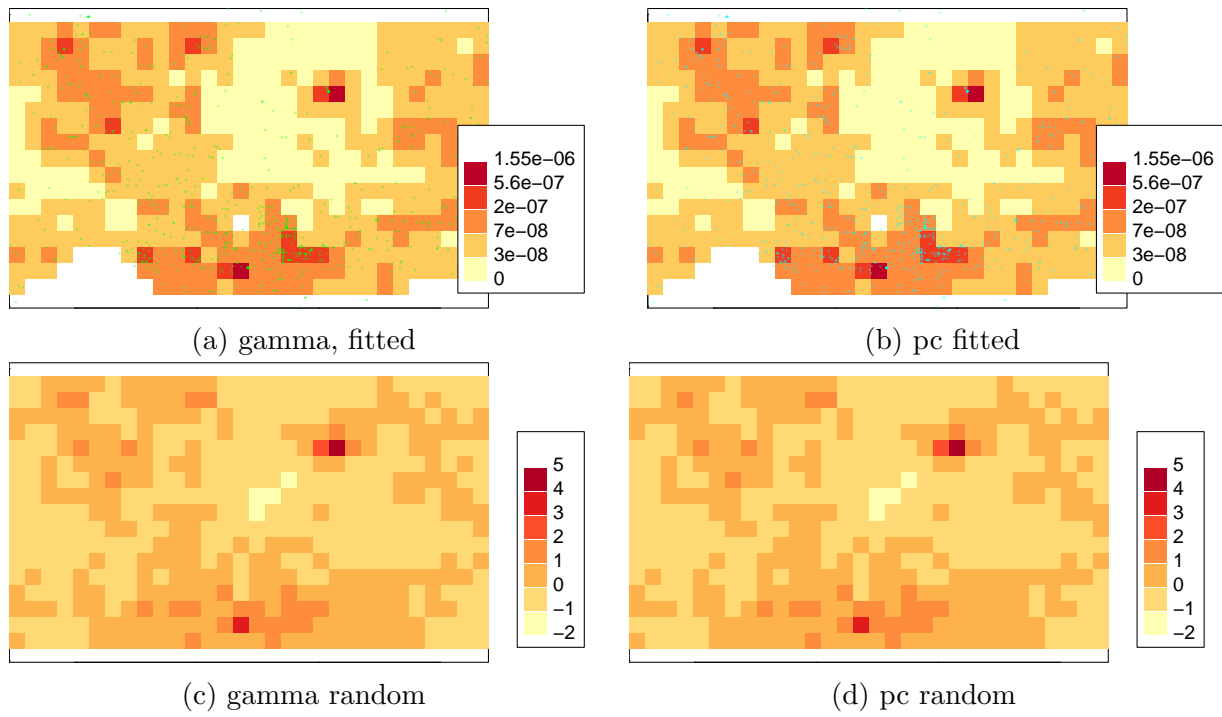 1.55e−06
5.6e−07
2e−07
7e−08
3e−08
0
1.55e−06
5.6e−07
2e−07
7e−08
3e−08
0
(a) gamma, fitted
(b) pc fitted
5
4
3
2
1
0
−1
−2
5
4
3
2
1
0
−1
−2
(c) gamma random
(d) pc random